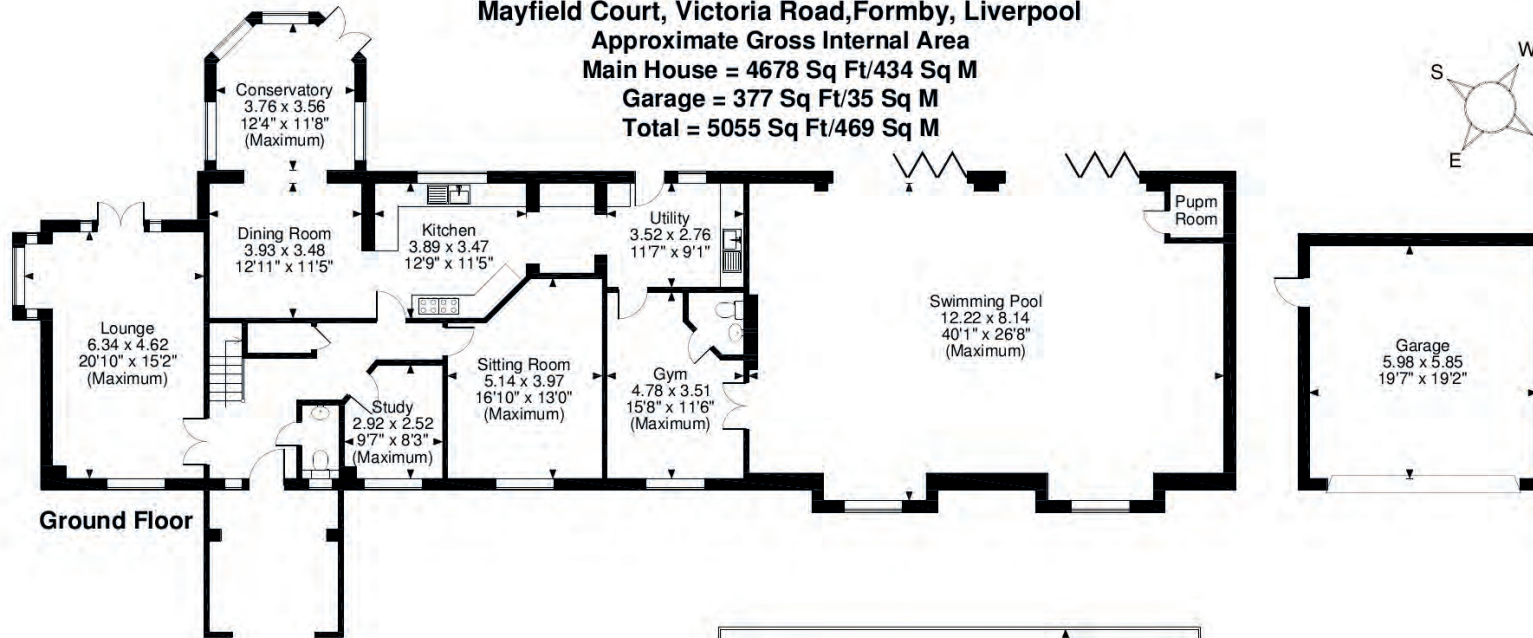 Mayfield Court, Victoria Road,Formby, Liverpool
Approximate Gross Internal Area
Main House = 4678 Sq Ft/434 Sq M
Garage = 377 Sq Ft/35 Sq M
Total = 5055 Sq Ft/469 Sq M
S
W
E
Conservatory
3.76 x 3.56
12'4" x 11'8"
(Maximum)
Dining Room
3.93 x 3.48
12'11" x 11'5"
Kitchen
3.89 x 3.47
12'9" x 11'5"
Utility
3.52 x 2.76
11'7" x 9'1"
Pupm
Room
Lounge
6.34 x 4.62
20'10" x 15'2"
(Maximum)
Study
2.92 x 2.52
9'7" x 8'3"
(Maximum)
Sitting Room
5.14 x 3.97
16'10" x 13'0"
(Maximum)
Gym
4.78 x 3.51
15'8" x 11'6"
(Maximum)
Swimming Pool
12.22 x 8.14
40'1" x 26'8"
(Maximum)
Garage
5.98 x 5.85
19'7" x 19'2"
Ground Floor